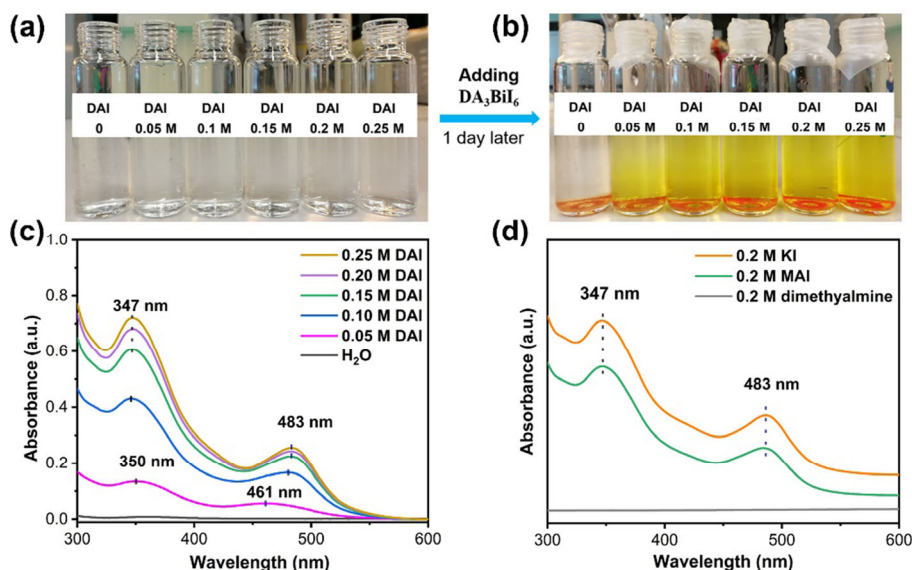 (a)
DAI DAI DAI DAI DAI DAI
0 0.05 M 0.1 M 0.15 M 0.2 M 0.25 M
Adding
DA₃BiI₆
1 day later
(b)
DAI DAI DAI DAI DAI DAI
0 0.05 M 0.1 M 0.15 M 0.2 M 0.25 M
(c)
1.0
0.8
0.6
0.4
0.2
0.0
300 400 500 600
Absorbance (a.u.)
Wavelength (nm)
347 nm
350 nm
483 nm
461 nm
0.25 M DAI
0.20 M DAI
0.15 M DAI
0.10 M DAI
0.05 M DAI
H₂O
(d)
Absorbance (a.u.)
300 400 500 600
Wavelength (nm)
347 nm
483 nm
0.2 M KI
0.2 M MAI
0.2 M dimethyalmine